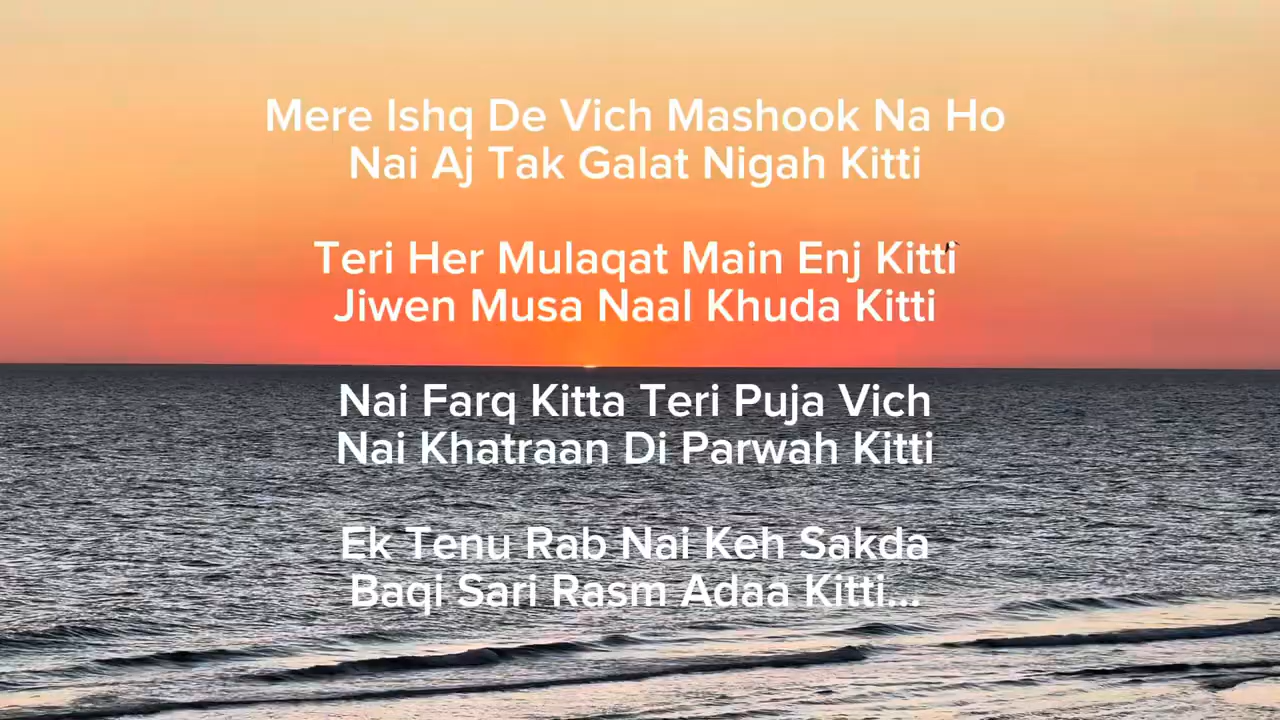 Mere Ishq De Vich Mashook Na Ho
Nai Aj Tak Galat Nigah Kitti
Teri Her Mulaqat Main Enj Kitti
Jiwen Musa Naal Khuda Kitti
Nai Farq Kitta Teri Puja Vich
Nai Khatraan Di Parwah Kitti
Ek Tenu Rab Nai Keh Sakda
Baqi Sari Rasm Adaa Kitti...